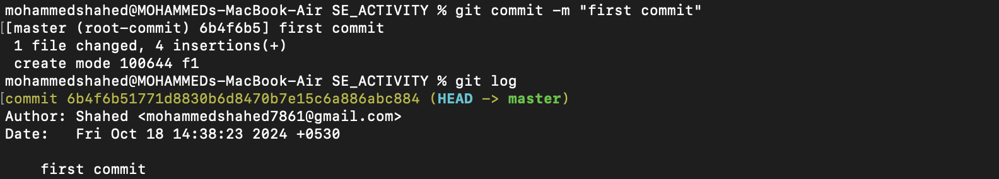 mohammedshahed@MOHAMMEDs-MacBook-Air SE_ACTIVITY % git commit -m "first commit"
[[master (root-commit) 6b4f6b5] first commit
 1 file changed, 4 insertions(+)
 create mode 100644 f1
mohammedshahed@MOHAMMEDs-MacBook-Air SE_ACTIVITY % git log
[commit 6b4f6b51771d8830b6d8470b7e15c6a886abc884 (HEAD -> master)
Author: Shahed <mohammedshahed7861@gmail.com>
Date:   Fri Oct 18 14:38:23 2024 +0530
    first commit